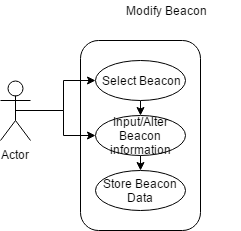 Modify Beacon
Select Beacon
Input/Alter
Beacon
information
Actor
Store Beacon
Data